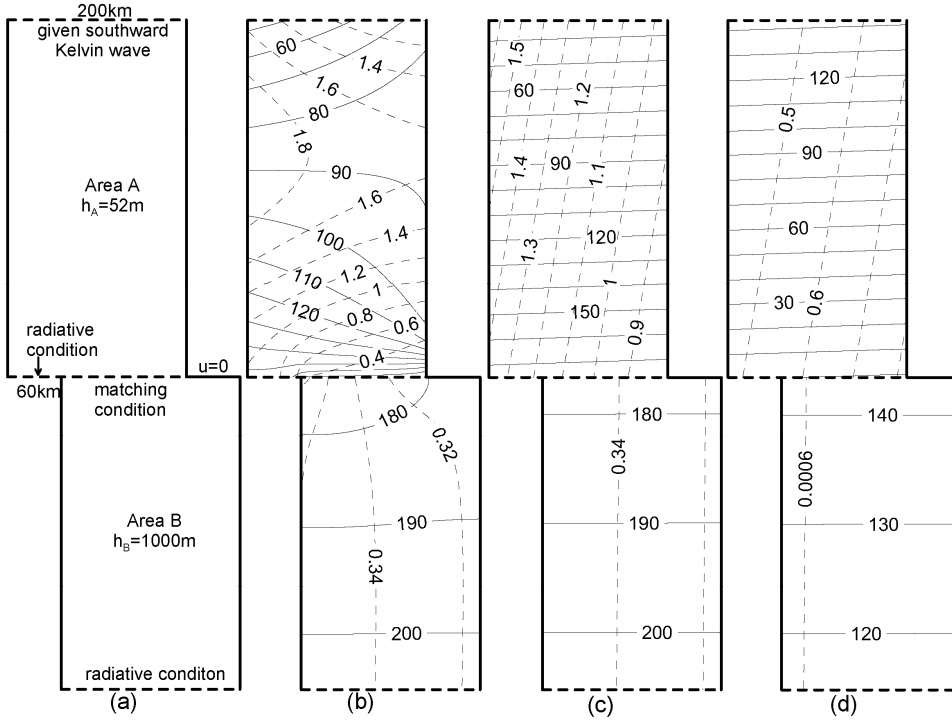 200km
given southward
Kelvin wave
Area A
hA=52m
radiative
condition
u=0
60km
matching
condition
Area B
hB=1000m
radiative conditon
(a)
60
1.4
1.6
80
1.8
90
1.6
100
1.4
110
1.2
1
120
0.8
0.6
0.4
180
0.32
190
0.34
200
(b)
1.5
60
1.2
1.4
90
1.1
1.3
120
1
150
0.9
180
0.34
190
200
(c)
120
0.5
90
60
30
0.6
140
0.0006
130
120
(d)